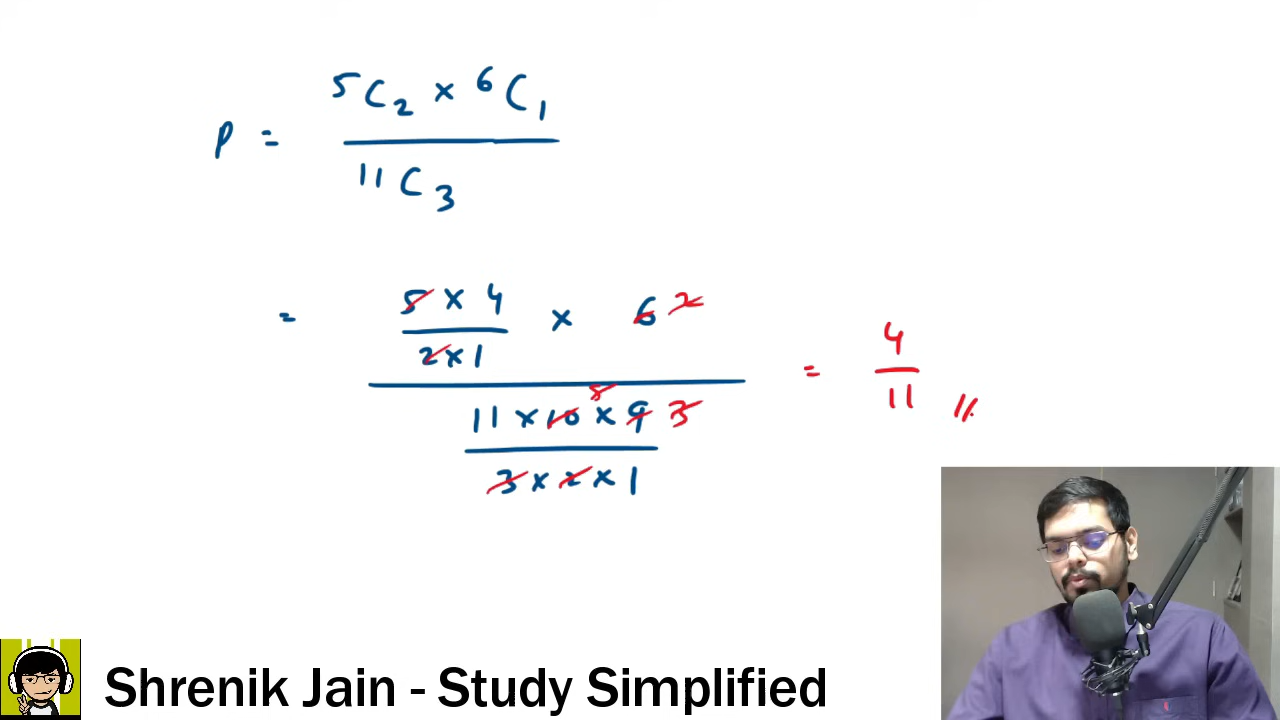 ⁵C₂ × ⁶C₁
P =
¹¹C₃
5 × 4 × 6 2
=
2 × 1
= 4
11 //
5
11 × 10 × 9 3
3 × 2 × 1
Shrenik Jain - Study Simplified